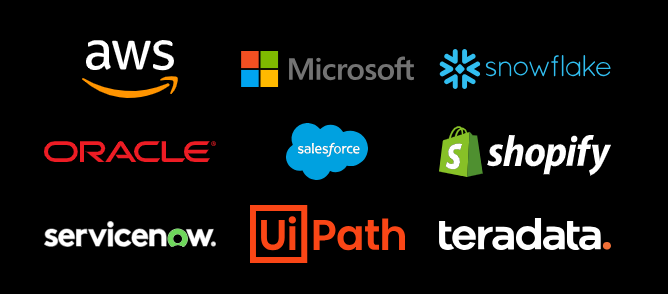 aws
Microsoft
snowflake
ORACLE®
salesforce
shopify
servicenow.
UiPath
teradata.